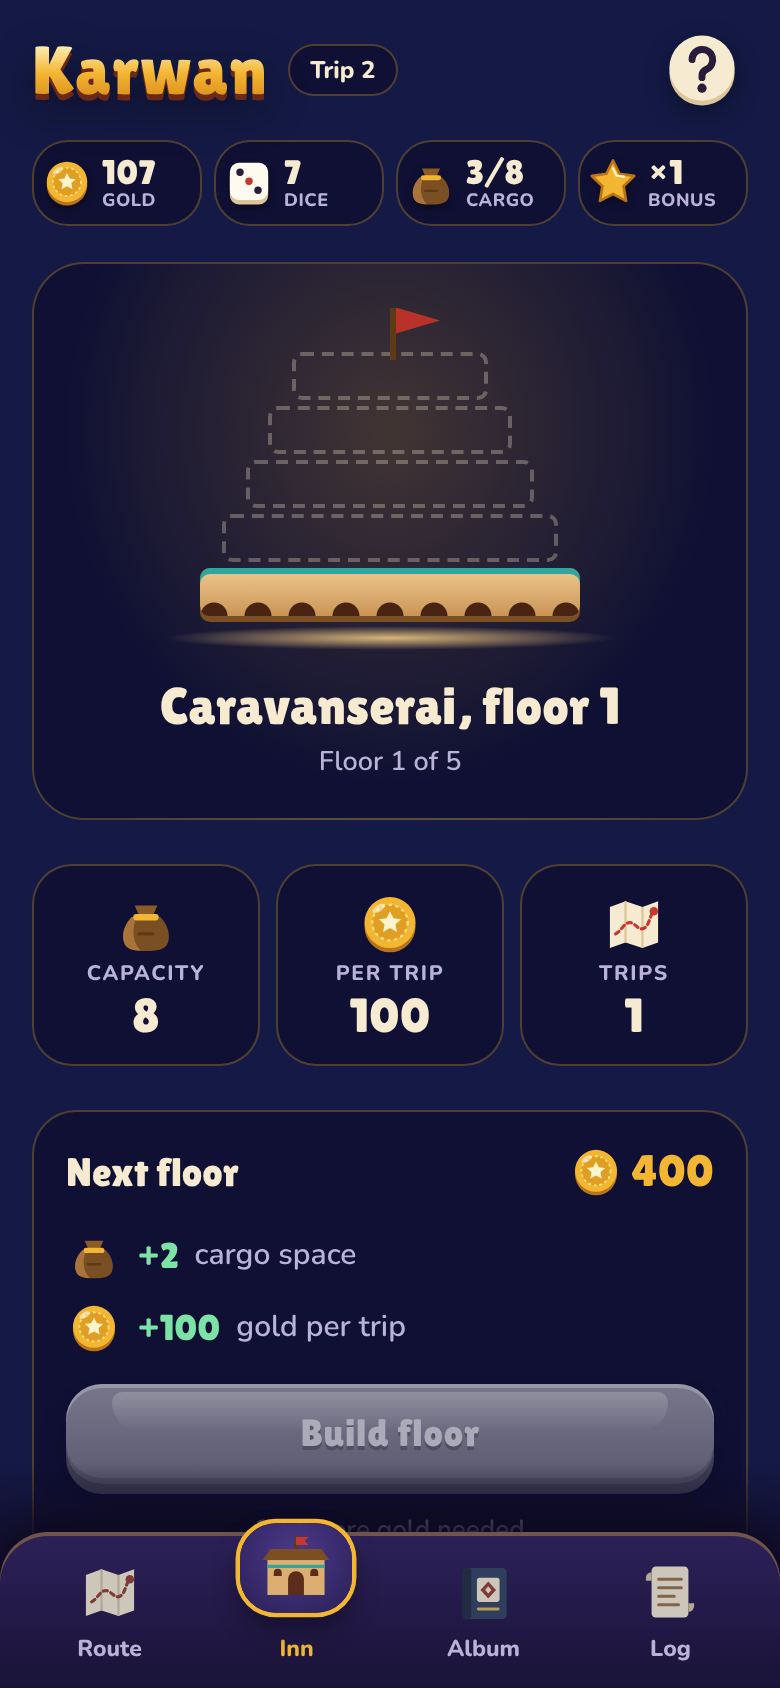 Karwan
Trip 2
?
107
GOLD
7
DICE
3/8
CARGO
×1
BONUS
Caravanserai, floor 1
Floor 1 of 5
CAPACITY
8
PER TRIP
100
TRIPS
1
Next floor
400
+2 cargo space
+100 gold per trip
Build floor
gold needed
Route
Inn
Album
Log